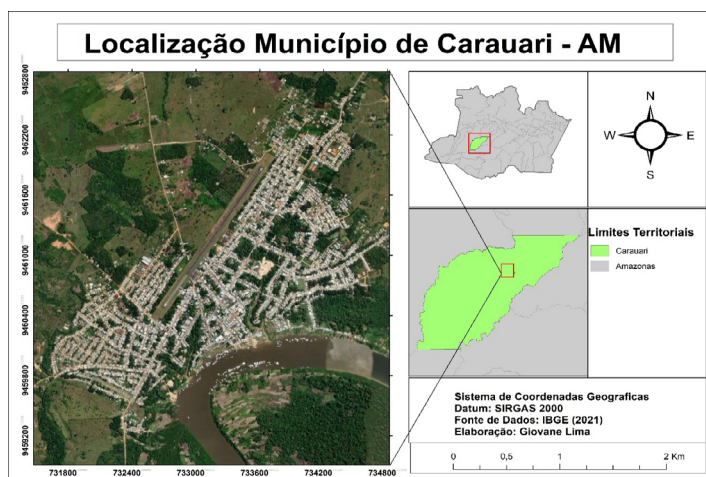 Localização Município de Carauari - AM
9462800
9462200
9461600
9461000
9460400
9459800
9459200
731800 732400 733000 733600 734200 734800
N
W E
S
Limites Territoriais
Carauari
Amazonas
Sistema de Coordenadas Geograficas
Datum: SIRGAS 2000
Fonte de Dados: IBGE (2021)
Elaboração: Giovane Lima
0 0,5 1 2 Km